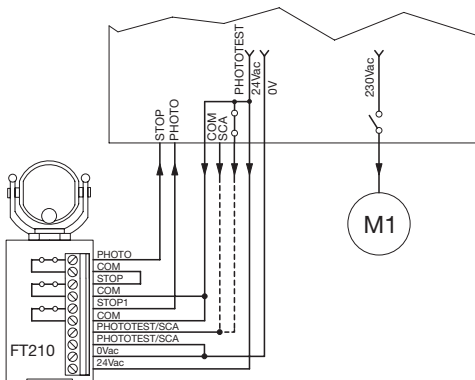 PHOTOTEST
24Vac
0V
230Vac
STOP
PHOTO
COM
SCA
M1
PHOTO
COM
STOP
COM
STOP1
COM
PHOTOTEST/SCA
PHOTOTEST/SCA
0Vac
24Vac
FT210